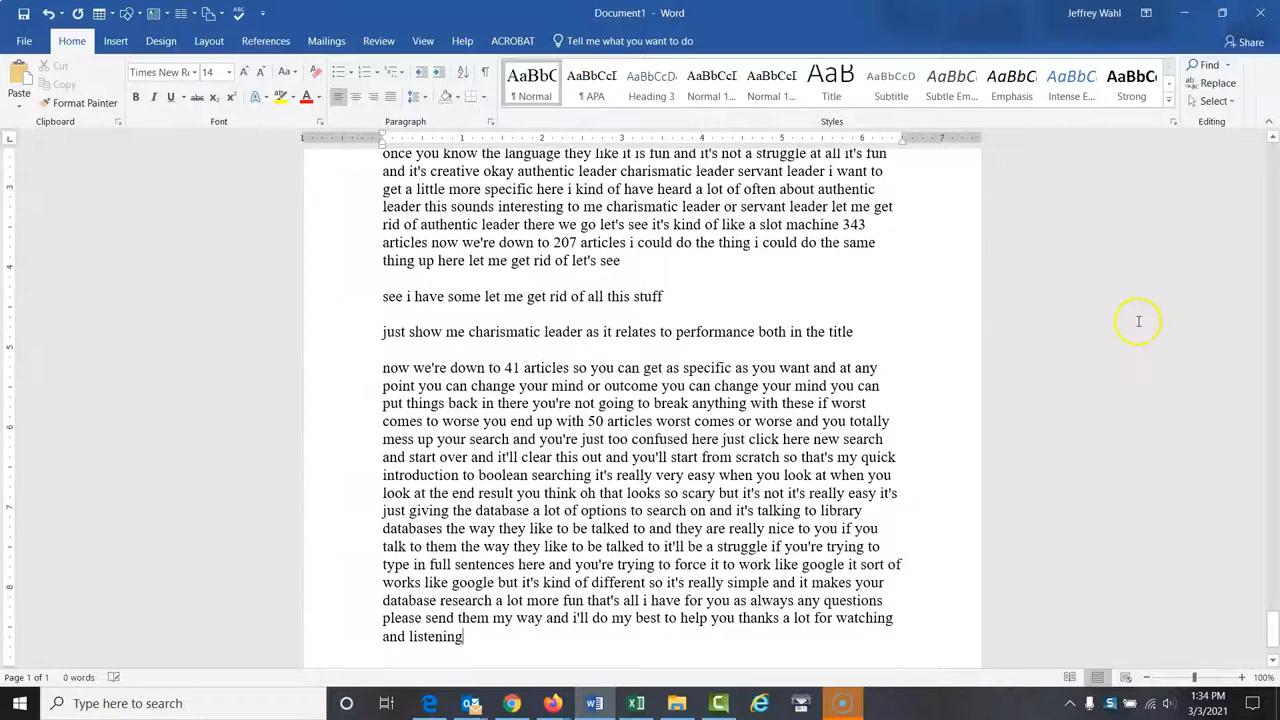 Document1 - Word
Jeffrey Wahl
File Home Insert Design Layout References Mailings Review View Help ACROBAT Tell me what you want to do
Share
Paste
Cut
Copy
Format Painter
Clipboard
Times New Ro 14
Font
Paragraph
AaBbC AaBbCcI AaBbCcD AaBbCcI AaBbCcI AaB AaBbCcD AaBbCc AaBbCc AaBbCc AaBbCc
¶ Normal ¶ APA Heading 3 Normal 1... Normal 1... Title Subtitle Subtle Em... Emphasis Intense E... Strong
Styles
Find
Replace
Select
Editing
1 1 2 3 4 5 6 7
once you know the language they like it is fun and it's not a struggle at all it's fun
and it's creative okay authentic leader charismatic leader servant leader i want to
get a little more specific here i kind of have heard a lot of often about authentic
leader this sounds interesting to me charismatic leader or servant leader let me get
rid of authentic leader there we go let's see it's kind of like a slot machine 343
articles now we're down to 207 articles i could do the thing i could do the same
thing up here let me get rid of let's see
see i have some let me get rid of all this stuff
just show me charismatic leader as it relates to performance both in the title
now we're down to 41 articles so you can get as specific as you want and at any
point you can change your mind or outcome you can change your mind you can
put things back in there you're not going to break anything with these if worst
comes to worse you end up with 50 articles worst comes or worse and you totally
mess up your search and you're just too confused here just click here new search
and start over and it'll clear this out and you'll start from scratch so that's my quick
introduction to boolean searching it's really very easy when you look at when you
look at the end result you think oh that looks so scary but it's not it's really easy it's
just giving the database a lot of options to search on and it's talking to library
databases the way they like to be talked to and they are really nice to you if you
talk to them the way they like to be talked to it'll be a struggle if you're trying to
type in full sentences here and you're trying to force it to work like google it sort of
works like google but it's kind of different so it's really simple and it makes your
database research a lot more fun that's all i have for you as always any questions
please send them my way and i'll do my best to help you thanks a lot for watching
and listening
3
4
5
6
7
8
Page 1 of 1 0 words
100%
Type here to search
1:34 PM
3/3/2021